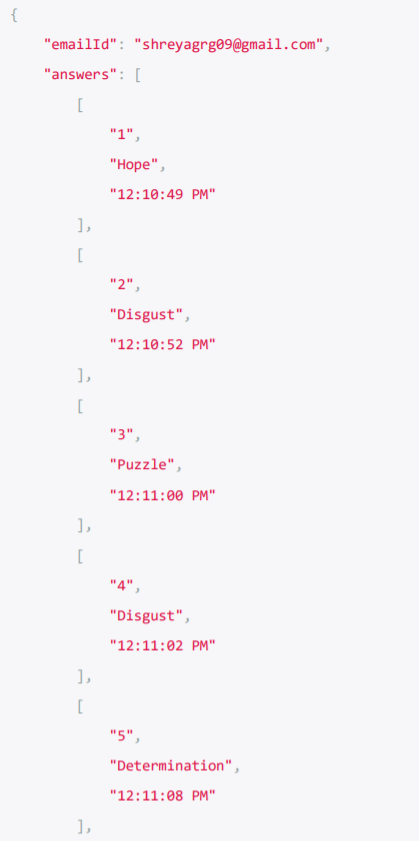 {
"emailId": "shreyagrg09@gmail.com",
"answers": [
[
"1",
"Hope",
"12:10:49 PM"
],
[
"2",
"Disgust",
"12:10:52 PM"
],
[
"3",
"Puzzle",
"12:11:00 PM"
],
[
"4",
"Disgust",
"12:11:02 PM"
],
[
"5",
"Determination",
"12:11:08 PM"
],